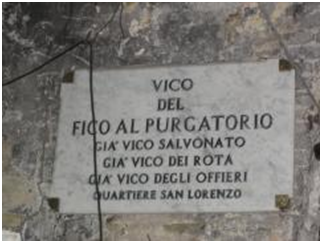 VICO
DEL
FICO AL PURGATORIO
GIA' VICO SALVONATO
GIA' VICO DEI ROTA
GIA' VICO DEGLI OFFIERI
QUARTIERE SAN LORENZO